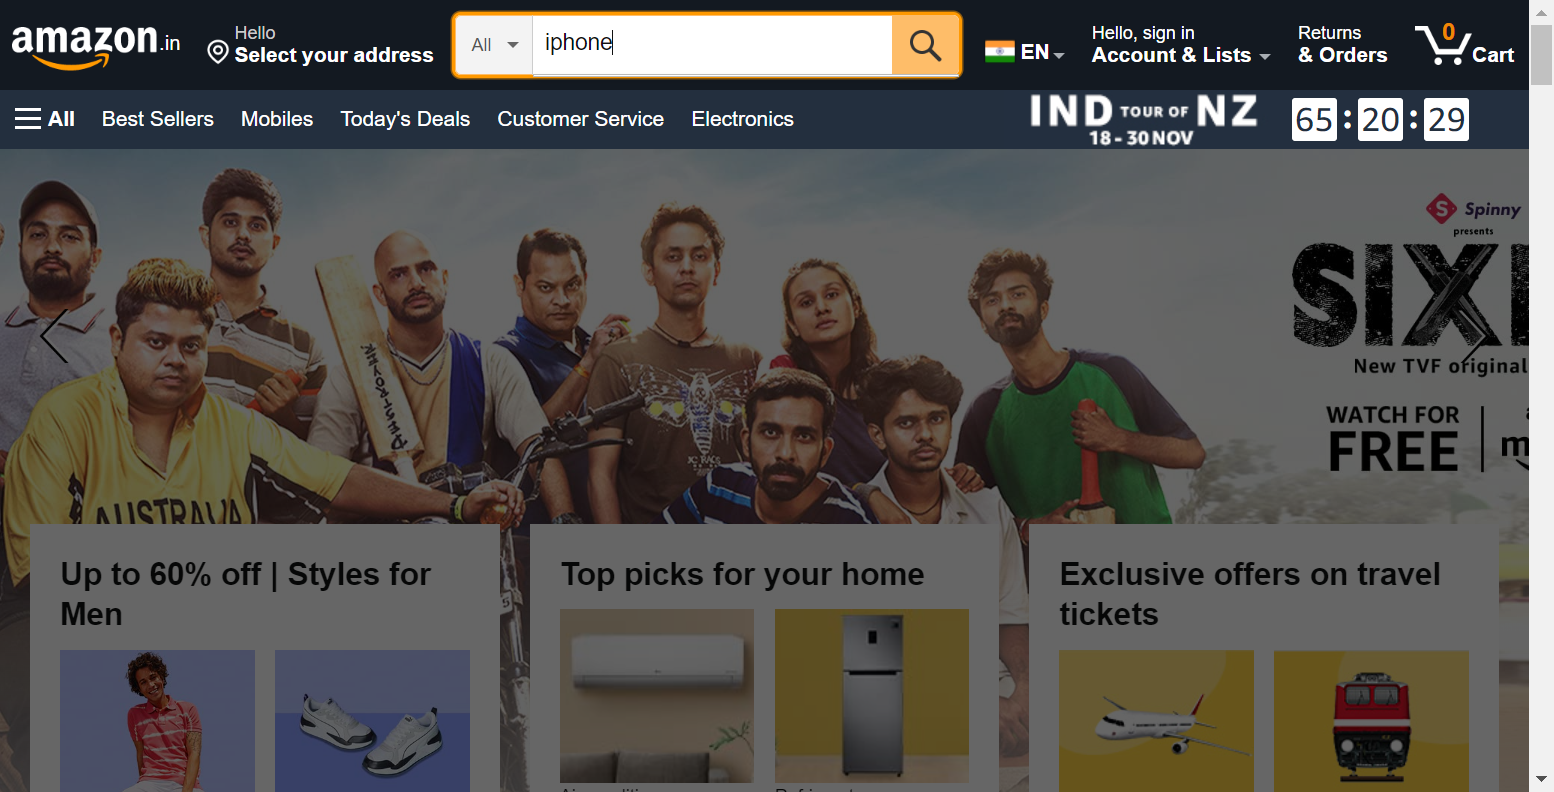 amazon.in
Hello
Select your address
All
iphone
EN
Hello, sign in
Account & Lists
Returns
& Orders
0
Cart
All
Best Sellers
Mobiles
Today's Deals
Customer Service
Electronics
IND TOUR OF NZ
18 - 30 NOV
65 : 20 : 29
S Spinny
presents
SIX
New TVF original
WATCH FOR
FREE
m
AUSTRALIA
Up to 60% off | Styles for
Men
Top picks for your home
Exclusive offers on travel
tickets